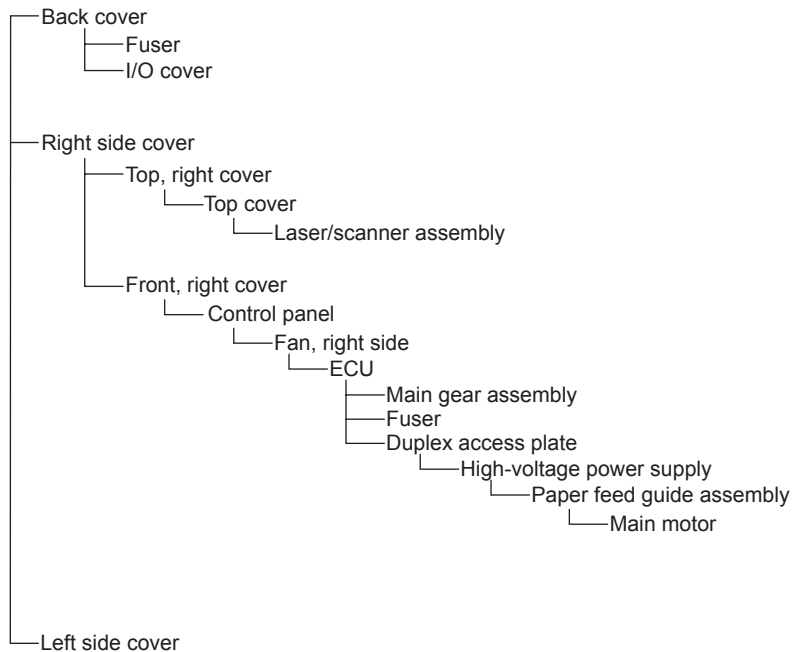 Back cover
Fuser
I/O cover
Right side cover
Top, right cover
Top cover
Laser/scanner assembly
Front, right cover
Control panel
Fan, right side
ECU
Main gear assembly
Fuser
Duplex access plate
High-voltage power supply
Paper feed guide assembly
Main motor
Left side cover